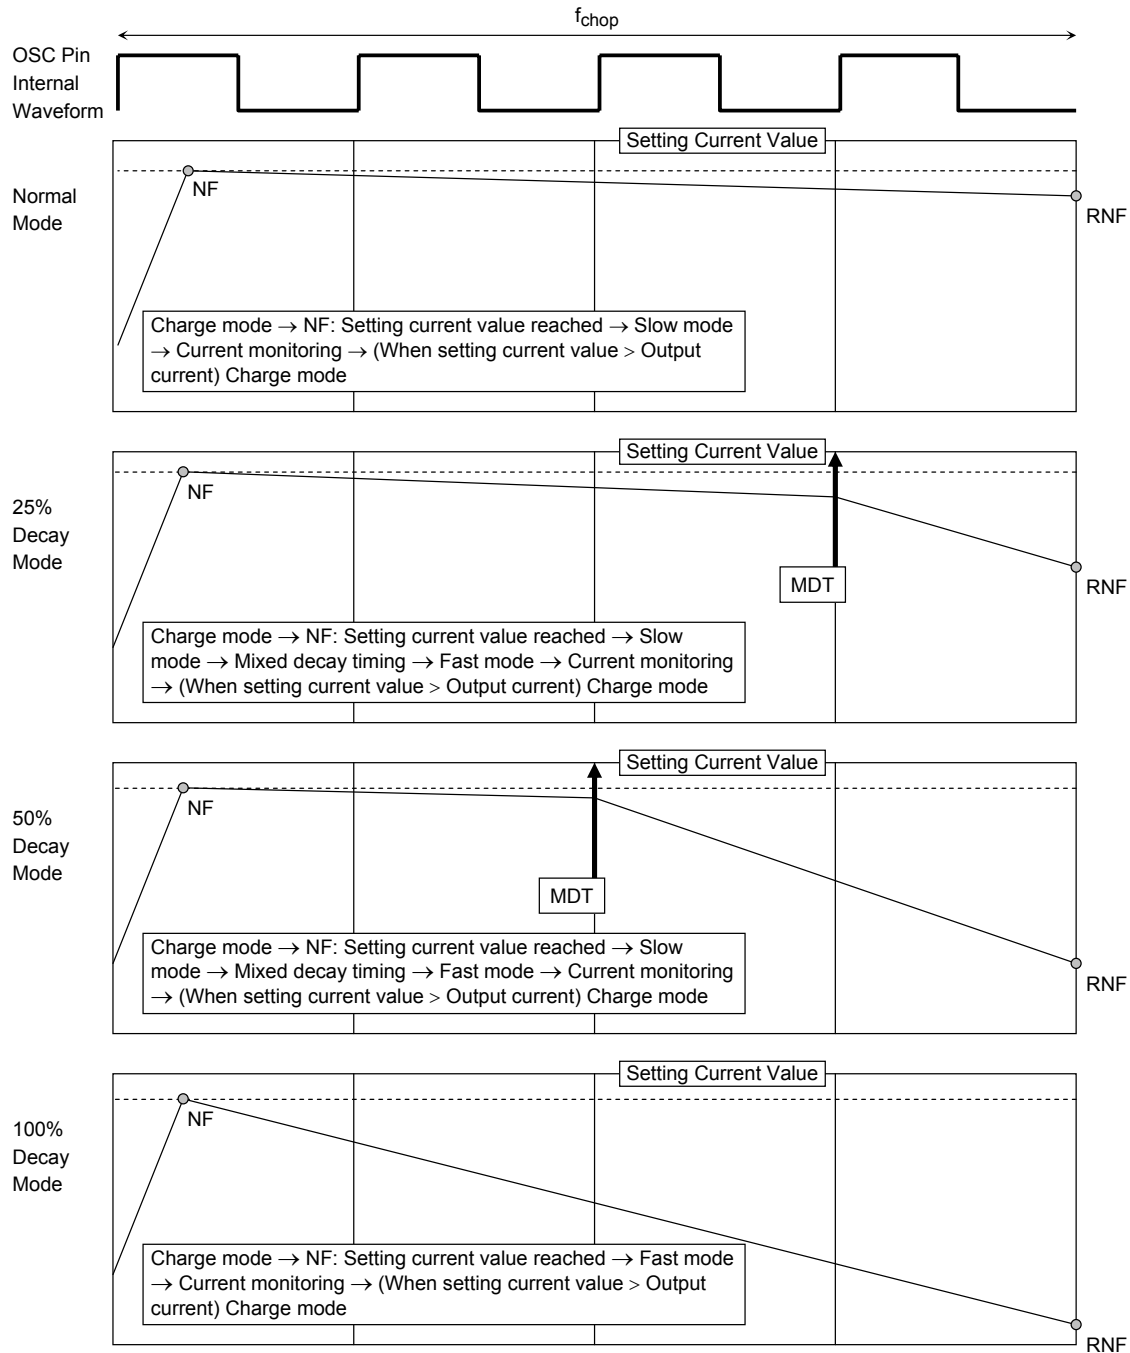 fchop
OSC Pin
Internal
Waveform
Setting Current Value
NF
Normal
Mode
RNF
Charge mode → NF: Setting current value reached → Slow mode
→ Current monitoring → (When setting current value > Output
current) Charge mode
Setting Current Value
NF
25%
Decay
Mode
MDT
RNF
Charge mode → NF: Setting current value reached → Slow
mode → Mixed decay timing → Fast mode → Current monitoring
→ (When setting current value > Output current) Charge mode
Setting Current Value
NF
50%
Decay
Mode
MDT
RNF
Charge mode → NF: Setting current value reached → Slow
mode → Mixed decay timing → Fast mode → Current monitoring
→ (When setting current value > Output current) Charge mode
Setting Current Value
NF
100%
Decay
Mode
Charge mode → NF: Setting current value reached → Fast mode
→ Current monitoring → (When setting current value > Output
current) Charge mode
RNF